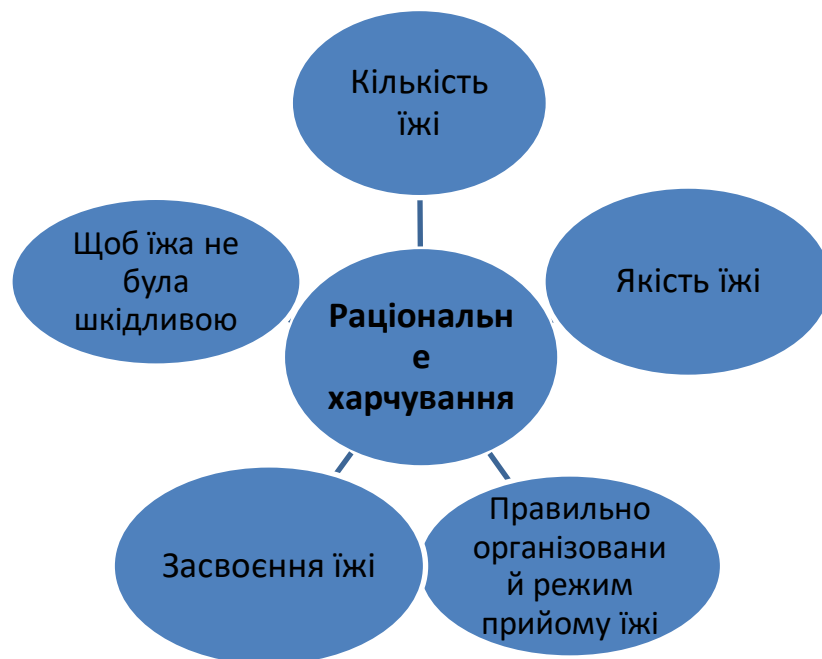 Кількість
їжі
Щоб їжа не
була
шкідливою
Якість їжі
Раціональн
е
харчування
Засвоєння їжі
Правильно
організовани
й режим
прийому їжі